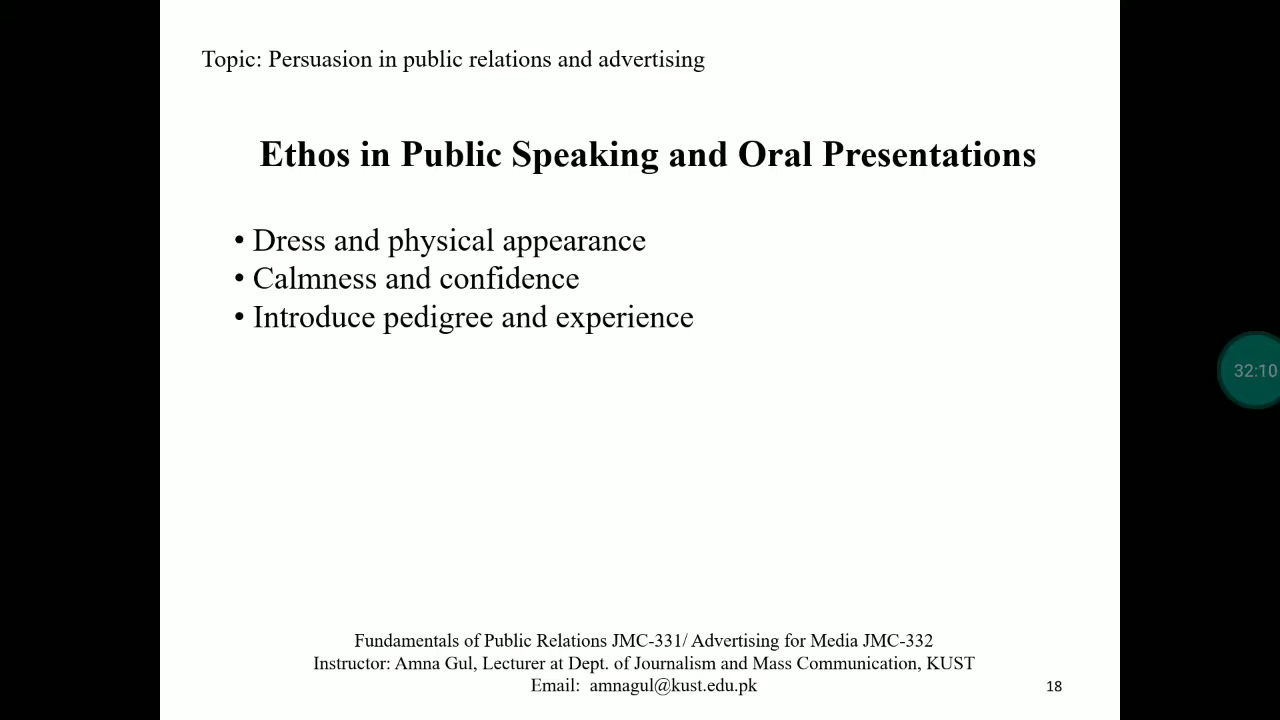 Topic: Persuasion in public relations and advertising
Ethos in Public Speaking and Oral Presentations
• Dress and physical appearance
• Calmness and confidence
• Introduce pedigree and experience
32:10
Fundamentals of Public Relations JMC-331/ Advertising for Media JMC-332
Instructor: Amna Gul, Lecturer at Dept. of Journalism and Mass Communication, KUST
Email:  amnagul@kust.edu.pk
18